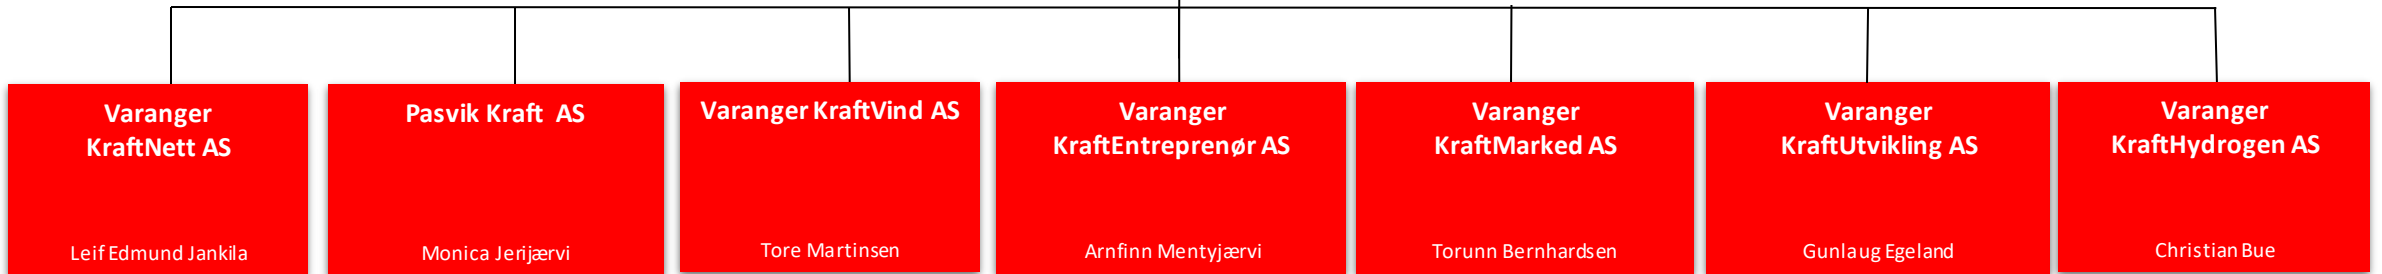 Varanger
KraftNett AS
Leif Edmund Jankila
Pasvik Kraft AS
Monica Jerijærvi
Varanger KraftVind AS
Tore Martinsen
Varanger
KraftEntreprenør AS
Arnfinn Mentyjærvi
Varanger
KraftMarked AS
Torunn Bernhardsen
Varanger
KraftUtvikling AS
Gunlaug Egeland
Varanger
KraftHydrogen AS
Christian Bue